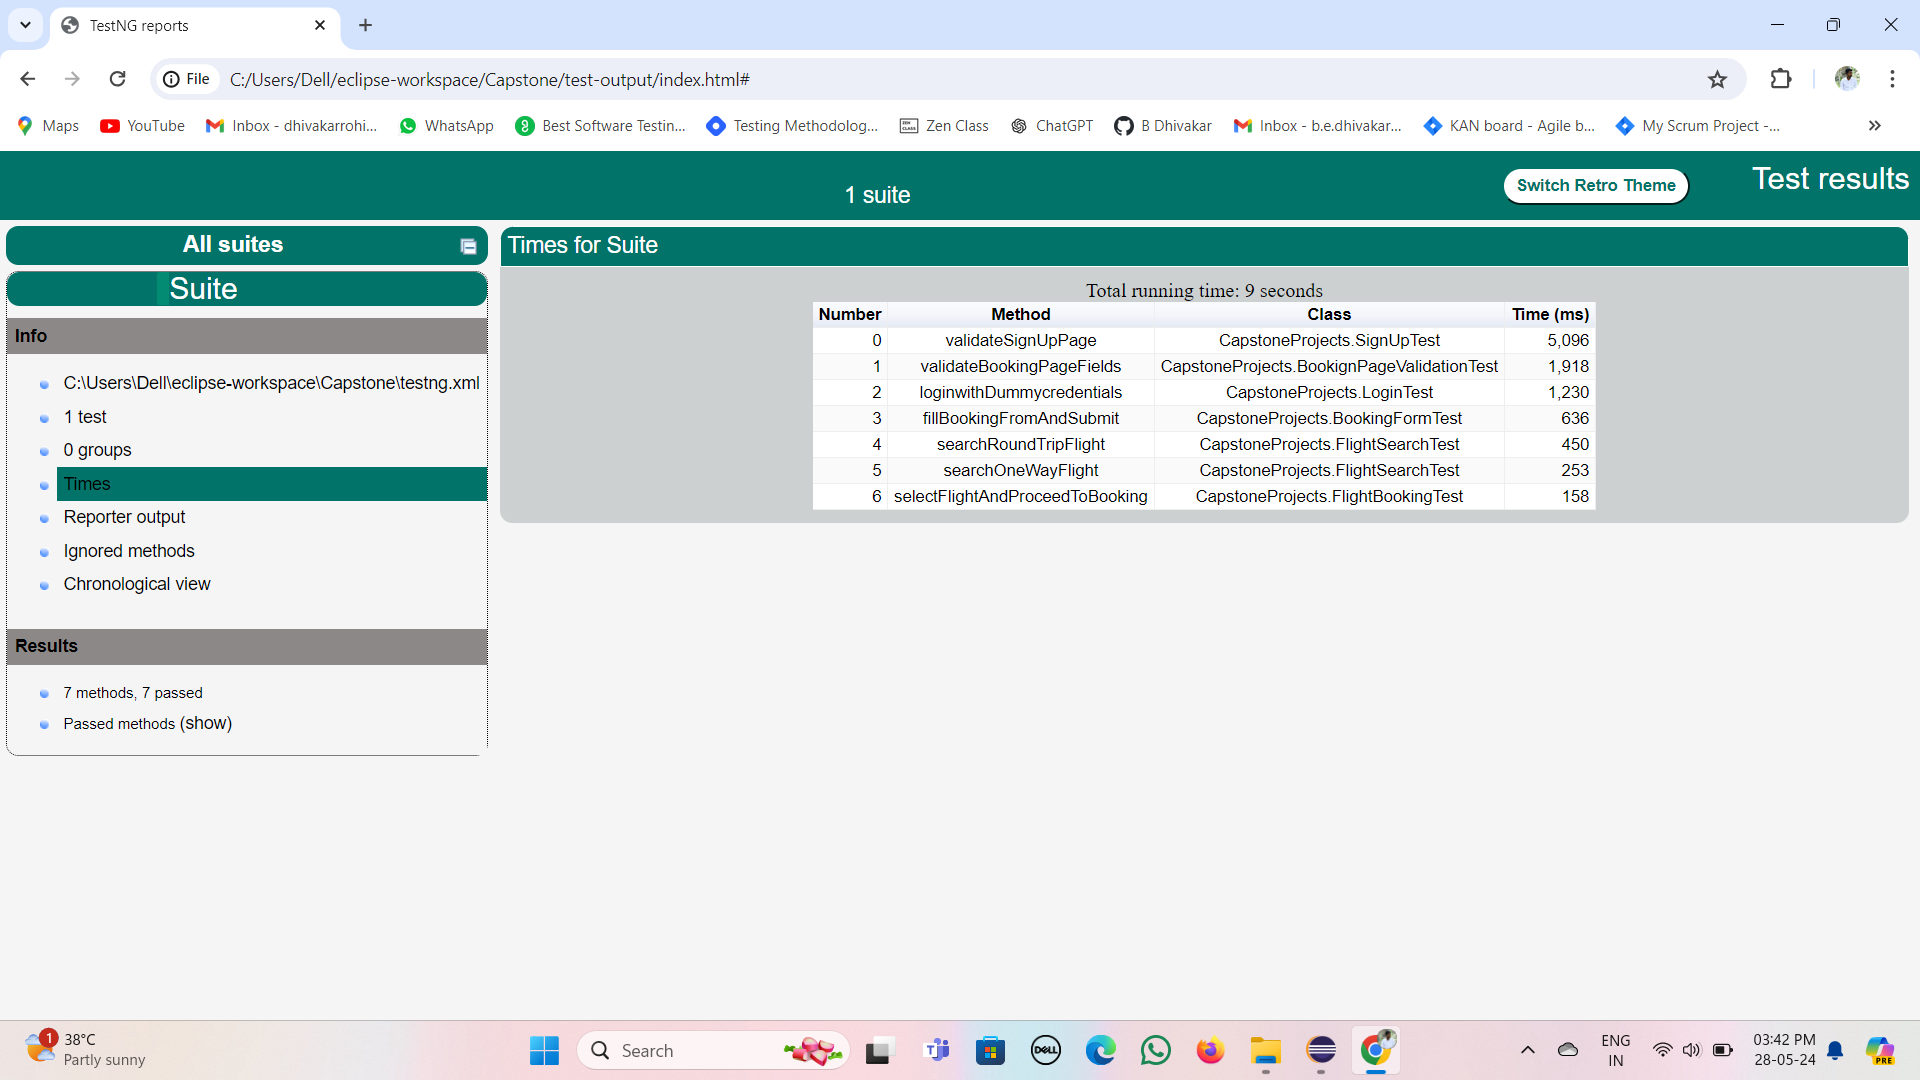 TestNG reports
File
C:/Users/Dell/eclipse-workspace/Capstone/test-output/index.html#
Maps
YouTube
Inbox - dhivakarrohi...
WhatsApp
Best Software Testin...
Testing Methodolog...
Zen Class
ChatGPT
B Dhivakar
Inbox - b.e.dhivakar...
KAN board - Agile b...
My Scrum Project -...
1 suite
Switch Retro Theme
Test results
All suites
Suite
Info
C:\Users\Dell\eclipse-workspace\Capstone\testng.xml
1 test
0 groups
Times
Reporter output
Ignored methods
Chronological view
Results
7 methods, 7 passed
Passed methods (show)
Times for Suite
Total running time: 9 seconds
Number Method Class Time (ms)
0 validateSignUpPage CapstoneProjects.SignUpTest 5,096
1 validateBookingPageFields CapstoneProjects.BookignPageValidationTest 1,918
2 loginwithDummycredentials CapstoneProjects.LoginTest 1,230
3 fillBookingFromAndSubmit CapstoneProjects.BookingFormTest 636
4 searchRoundTripFlight CapstoneProjects.FlightSearchTest 450
5 searchOneWayFlight CapstoneProjects.FlightSearchTest 253
6 selectFlightAndProceedToBooking CapstoneProjects.FlightBookingTest 158
1
38°C
Partly sunny
Search
DELL
ENG
IN
03:42 PM
28-05-24
PRE